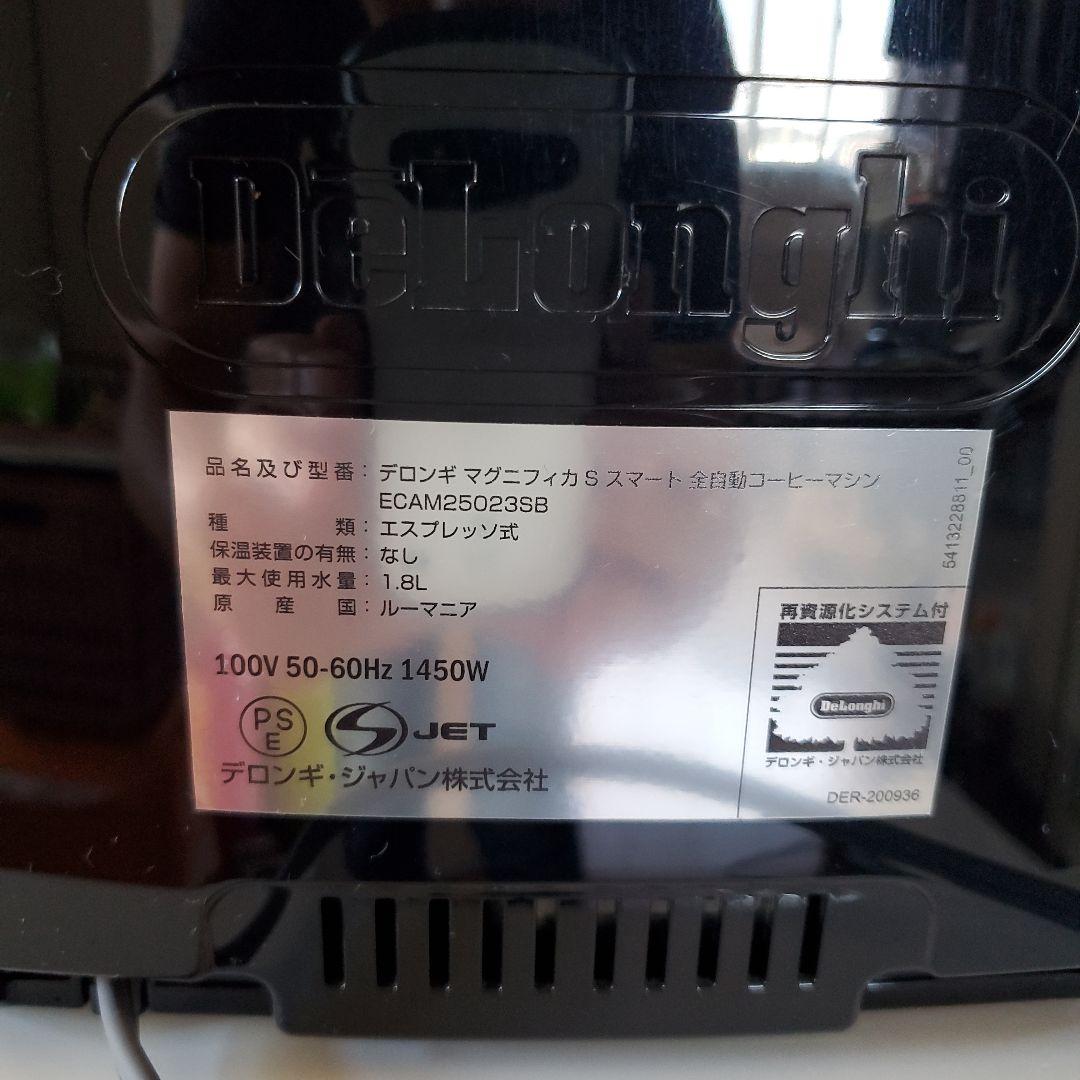 DeLonghi
品名及び型番：デロンギ マグニフィカ S スマート 全自動コーヒーマシン
ECAM25023SB
種　　　類：エスプレッソ式
保温装置の有無：なし
最大使用水量：1.8L
原　産　国：ルーマニア
100V 50-60Hz 1450W
PS
E
S JET
デロンギ・ジャパン株式会社
5413228811_00
再資源化システム付
DeLonghi
デロンギ・ジャパン株式会社
DER-200936